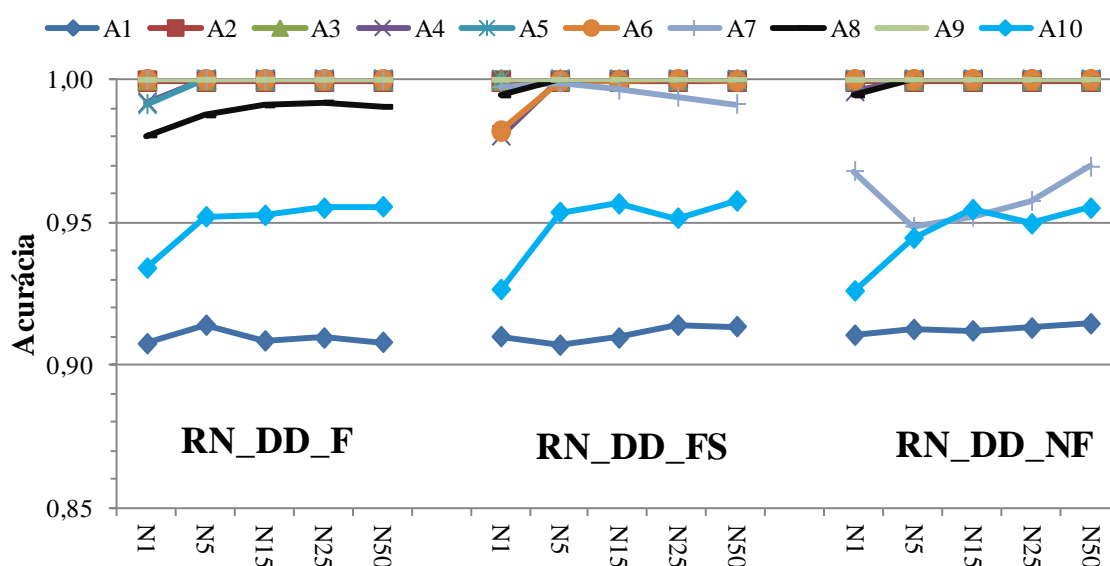 A1 A2 A3 A4 A5 A6 A7 A8 A9 A10
1,00
0,95
0,90
0,85
Acurácia
RN_DD_F RN_DD_FS RN_DD_NF
N1 N5 N15 N25 N50 N1 N5 N15 N25 N50 N1 N5 N15 N25 N50